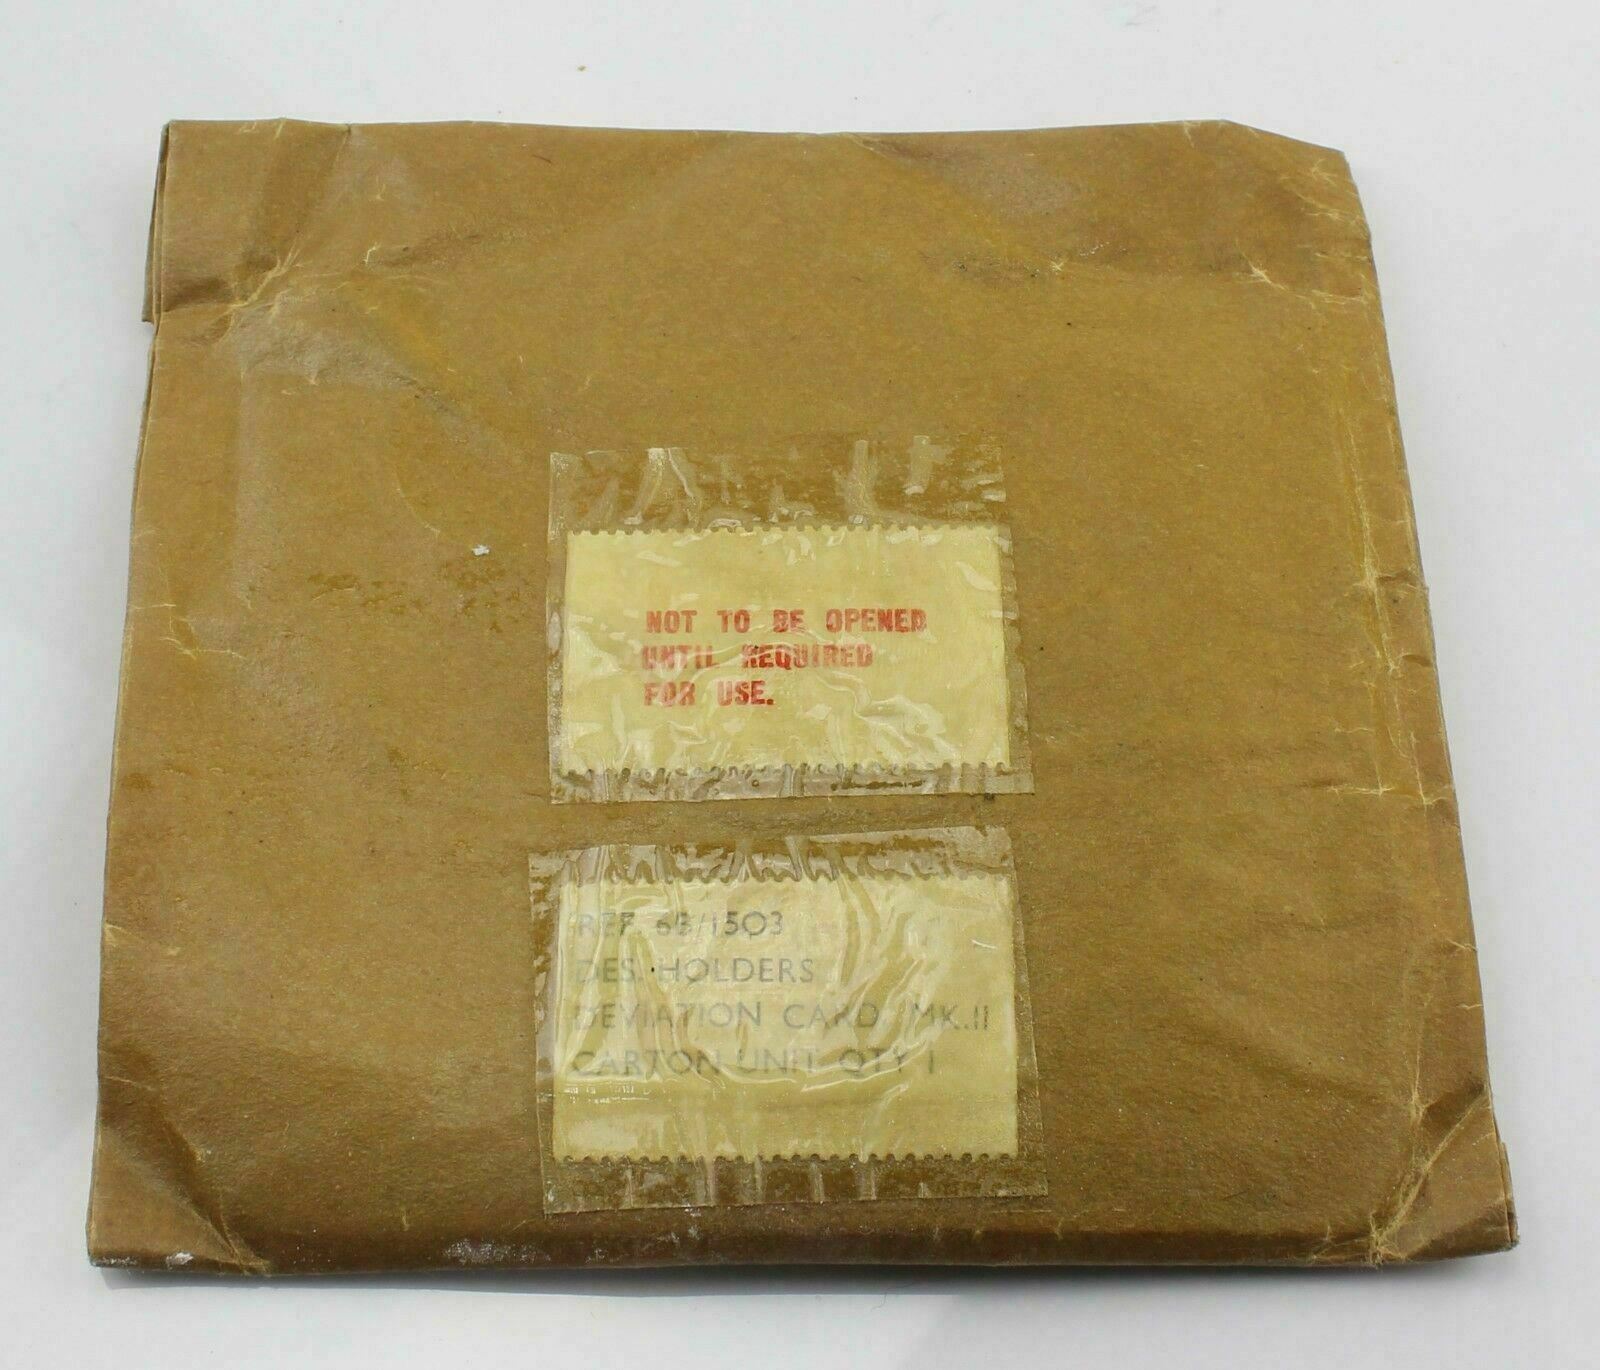 NOT TO BE OPENED
UNTIL REQUIRED
FOR USE.
REF. 6B/1503
DES. HOLDERS
DEVIATION CARD MK.II
CARTON UNIT QTY 1